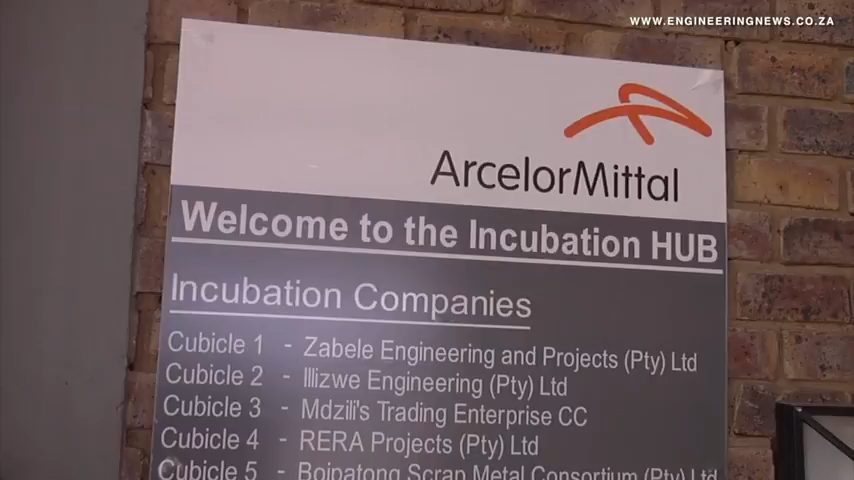 WWW.ENGINEERINGNEWS.CO.ZA
ArcelorMittal
Welcome to the Incubation HUB
Incubation Companies
Cubicle 1 - Zabele Engineering and Projects (Pty) Ltd
Cubicle 2 - Illizwe Engineering (Pty) Ltd
Cubicle 3 - Mdzili's Trading Enterprise CC
Cubicle 4 - RERA Projects (Pty) Ltd
Cubicle 5 - Boipatong Scrap Metal Consortium (Pty) Ltd